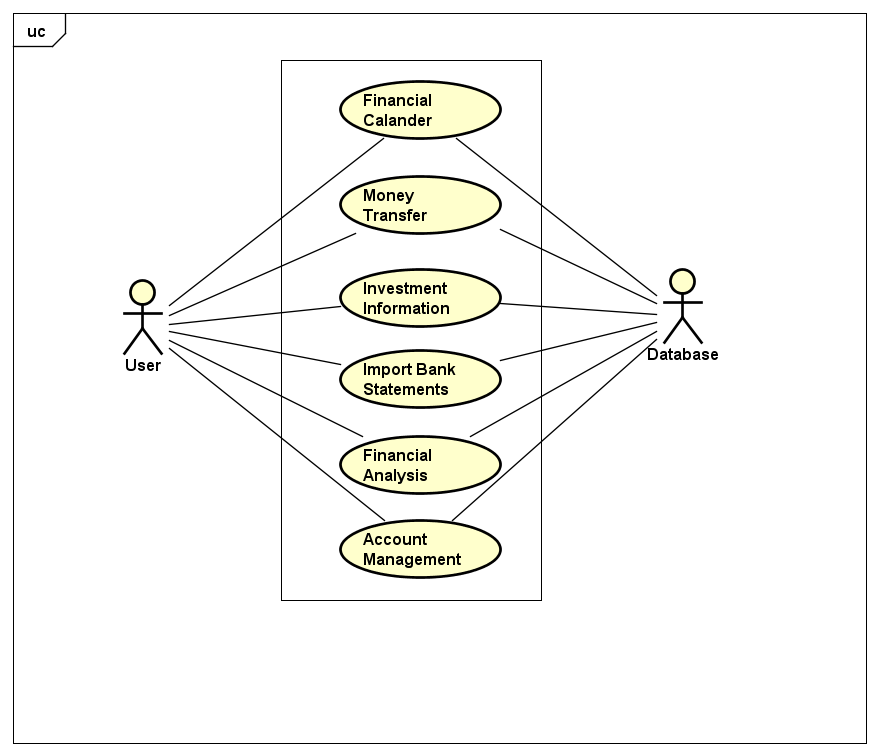 uc
Financial
Calander
Money
Transfer
Investment
Information
Import Bank
Statements
Financial
Analysis
Account
Management
User
Database